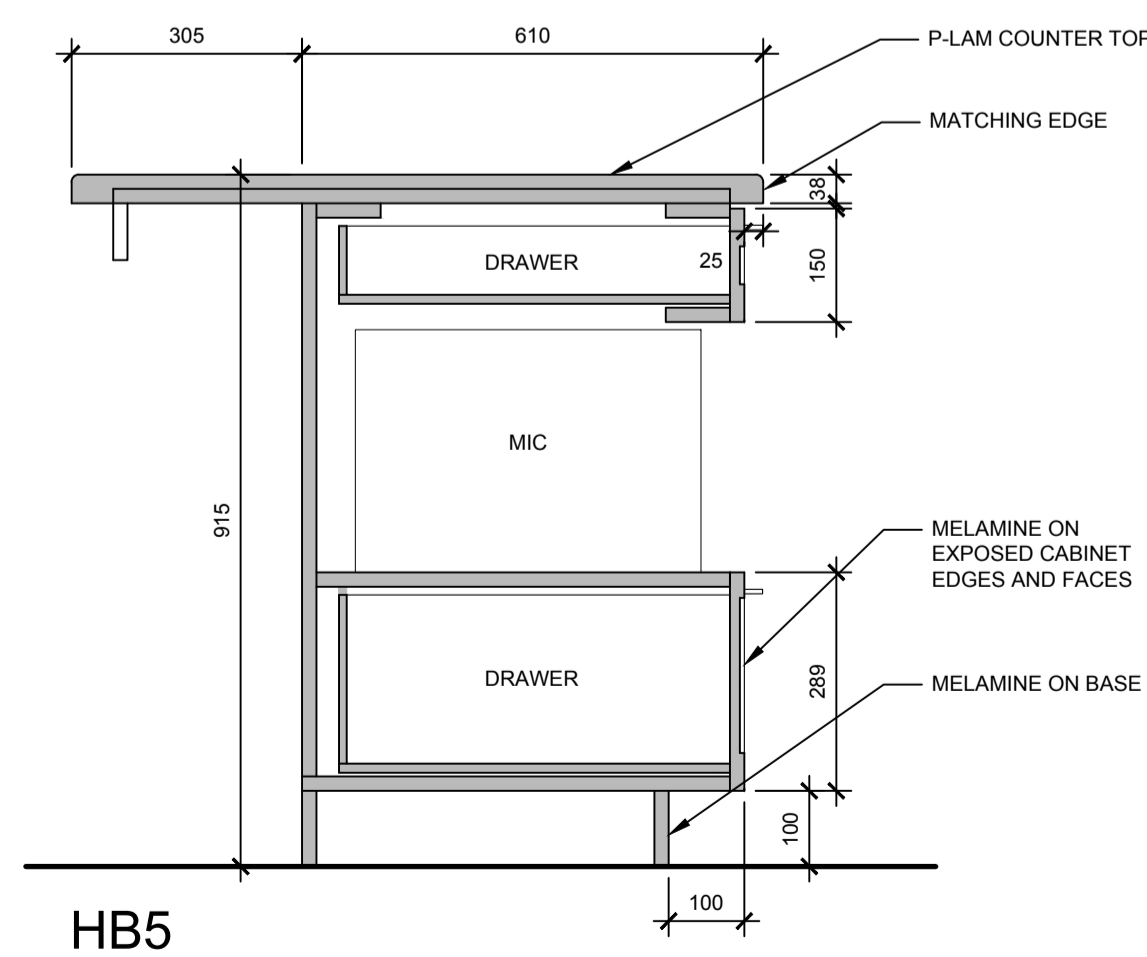 305
610
P-LAM COUNTER TOP
MATCHING EDGE
38
DRAWER
25
150
MIC
915
MELAMINE ON
EXPOSED CABINET
EDGES AND FACES
DRAWER
289
MELAMINE ON BASE
100
100
HB5